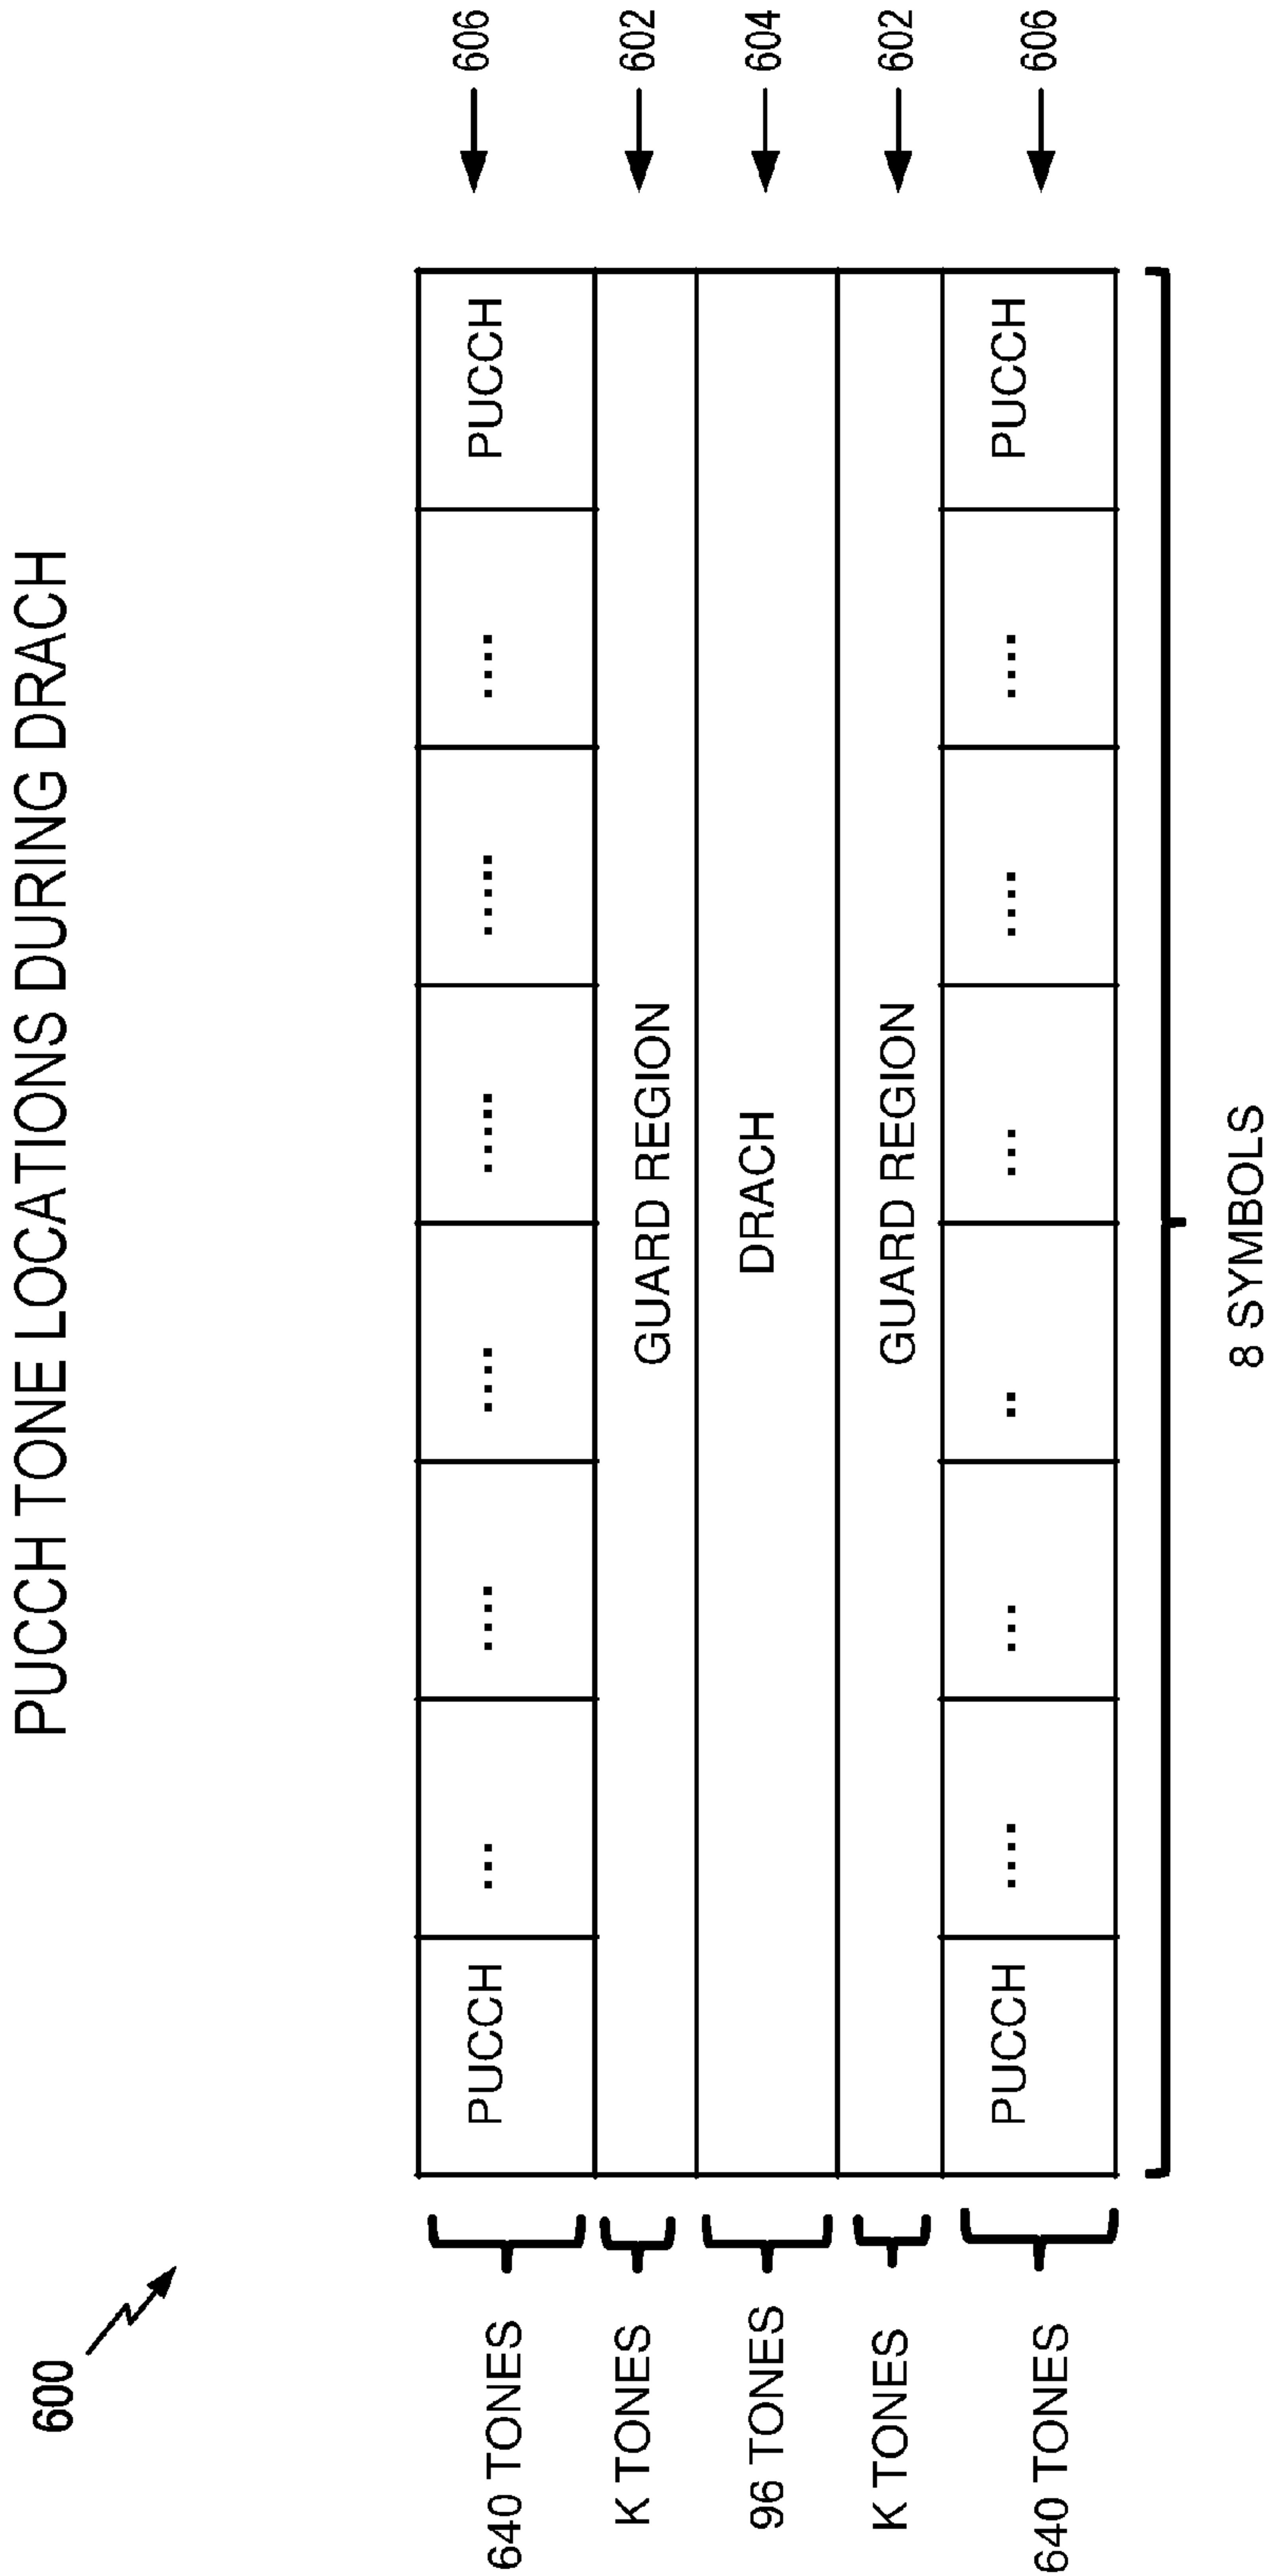 PUCCH TONE LOCATIONS DURING DRACH
600
640 TONES
PUCCH
...
....
....
.....
.....
....
PUCCH
606
K TONES
GUARD REGION
602
96 TONES
DRACH
604
K TONES
GUARD REGION
602
640 TONES
PUCCH
....
...
..
...
....
....
PUCCH
606
8 SYMBOLS